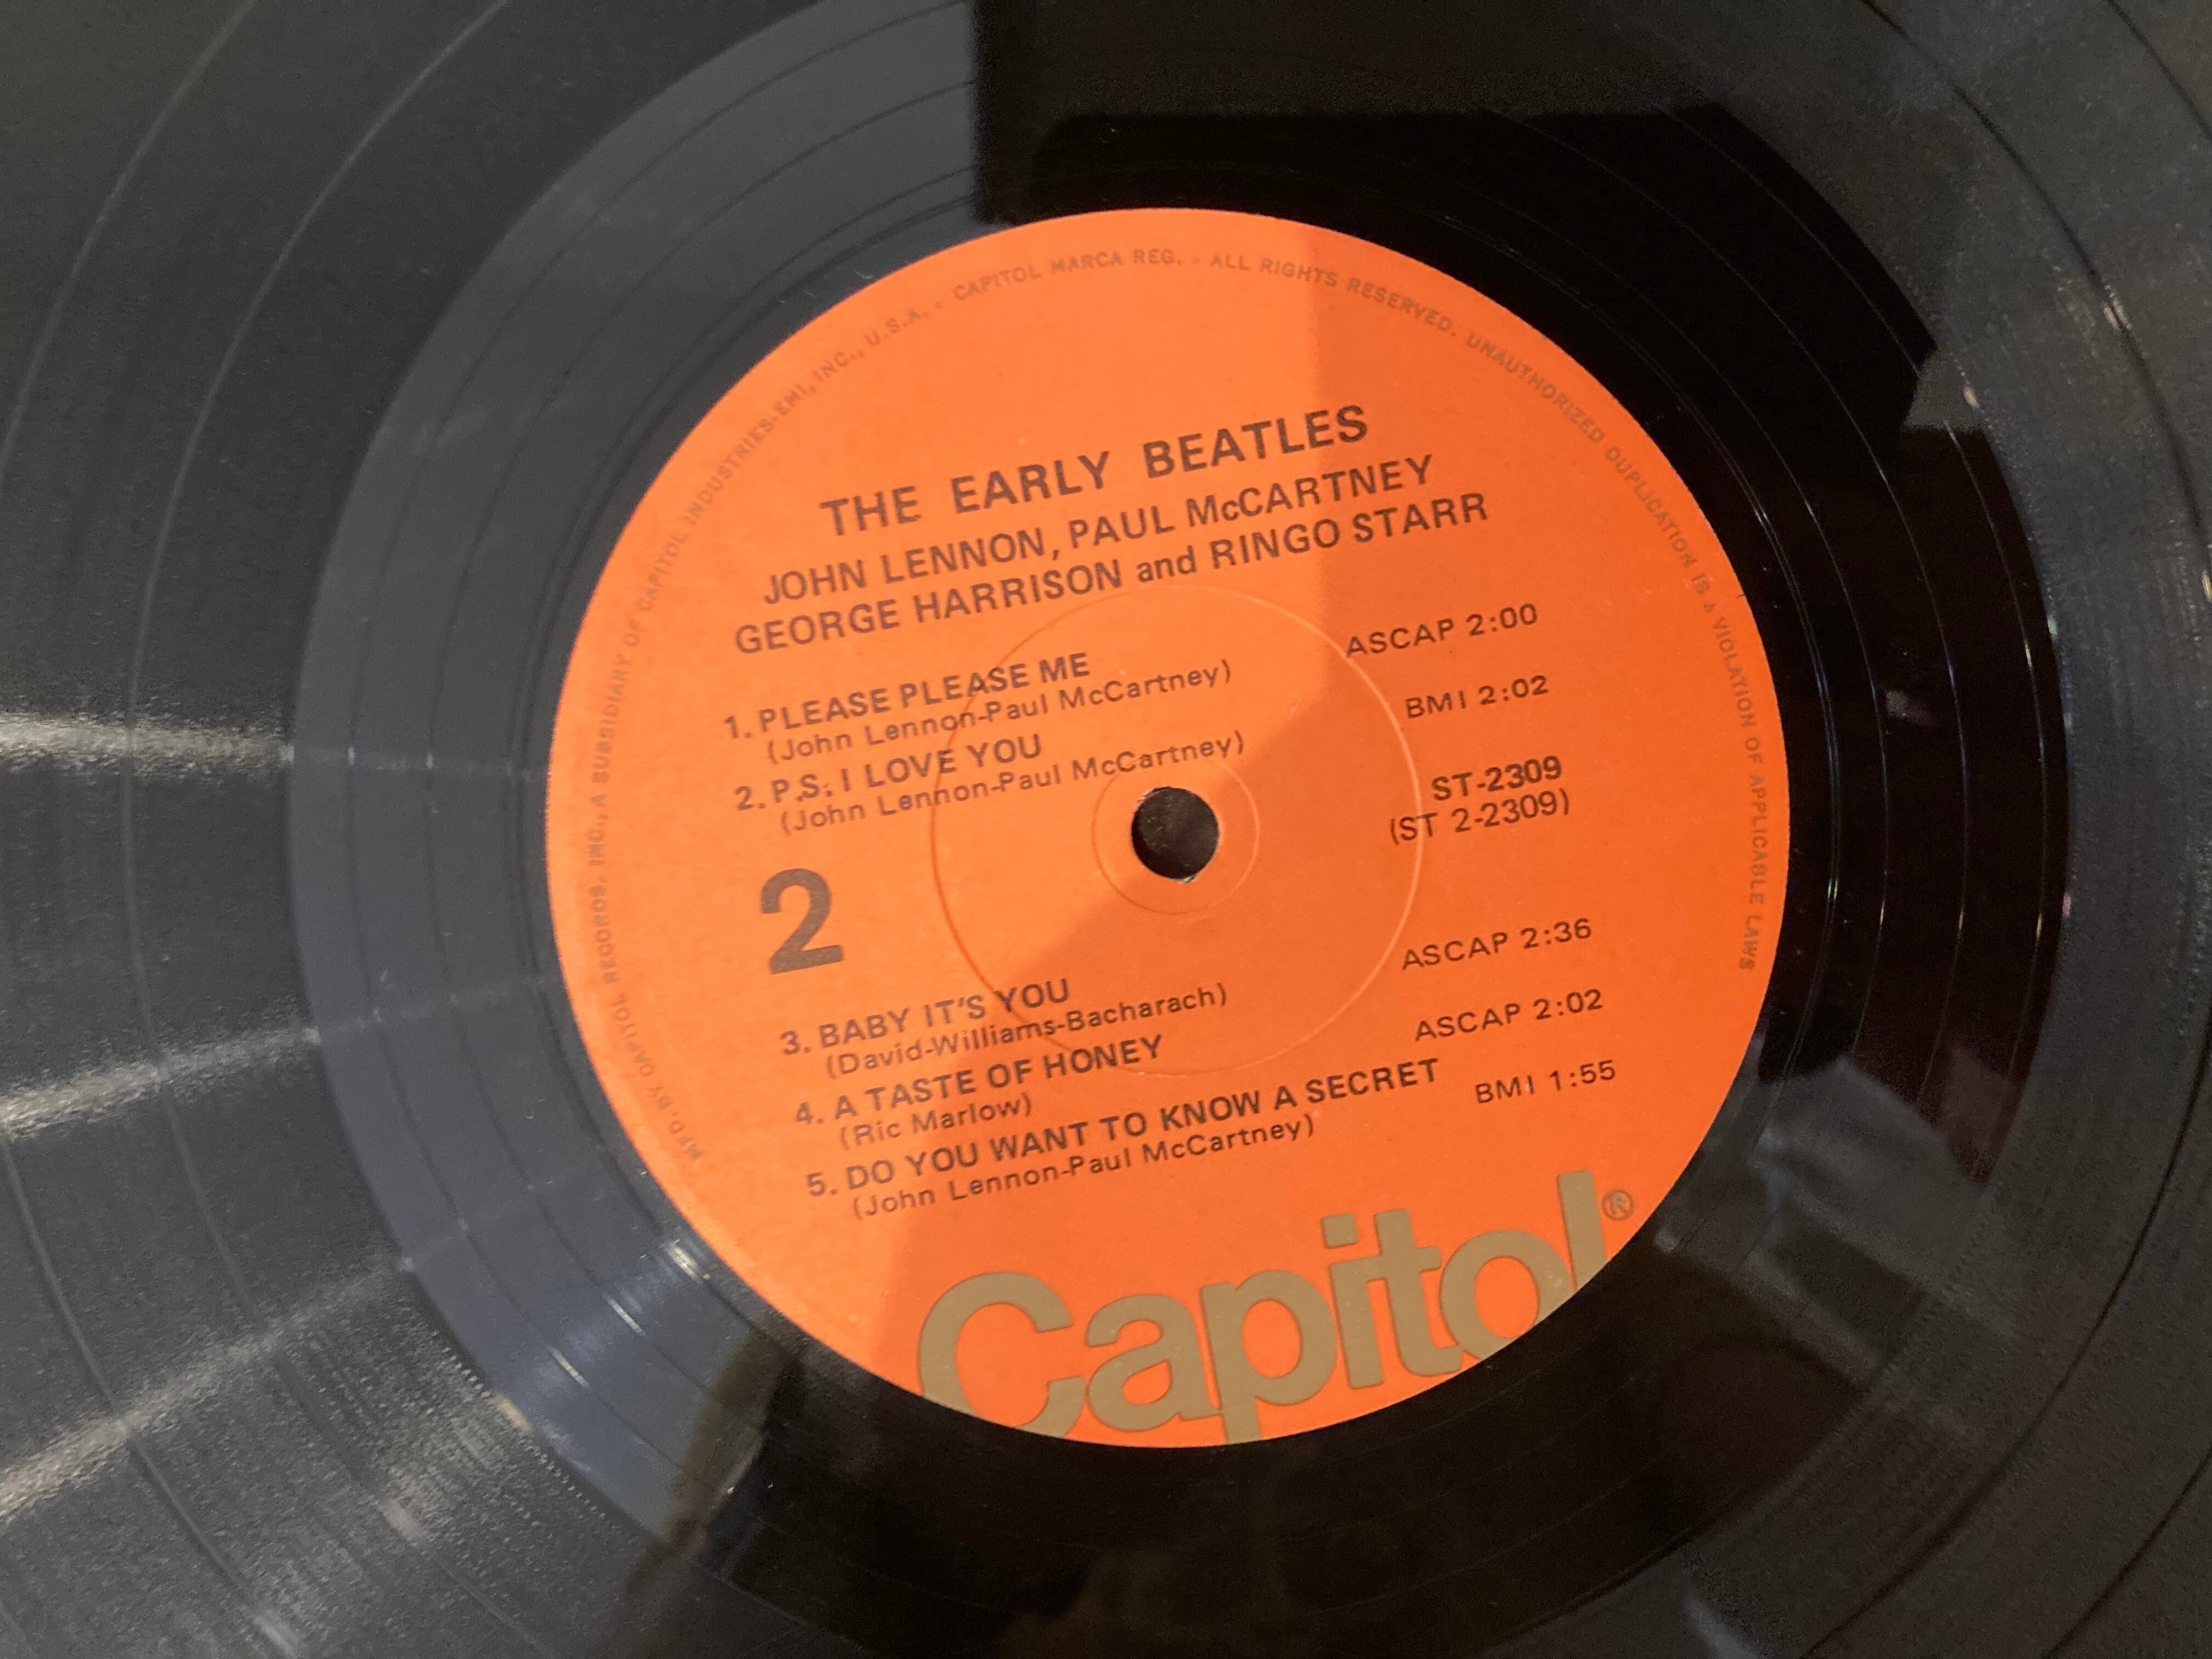 MFD. BY CAPITOL RECORDS, INC., A SUBSIDIARY OF CAPITOL INDUSTRIES-EMI, INC., U.S.A. • CAPITOL MARCA REG. • ALL RIGHTS RESERVED. UNAUTHORIZED DUPLICATION IS A VIOLATION OF APPLICABLE LAWS
THE EARLY BEATLES
JOHN LENNON, PAUL McCARTNEY
GEORGE HARRISON and RINGO STARR
1. PLEASE PLEASE ME ASCAP 2:00
(John Lennon-Paul McCartney)
2. P.S. I LOVE YOU BMI 2:02
(John Lennon-Paul McCartney)
ST-2309
(ST 2-2309)
2
3. BABY IT'S YOU ASCAP 2:36
(David-Williams-Bacharach)
4. A TASTE OF HONEY ASCAP 2:02
(Ric Marlow)
5. DO YOU WANT TO KNOW A SECRET BMI 1:55
(John Lennon-Paul McCartney)
Capitol®